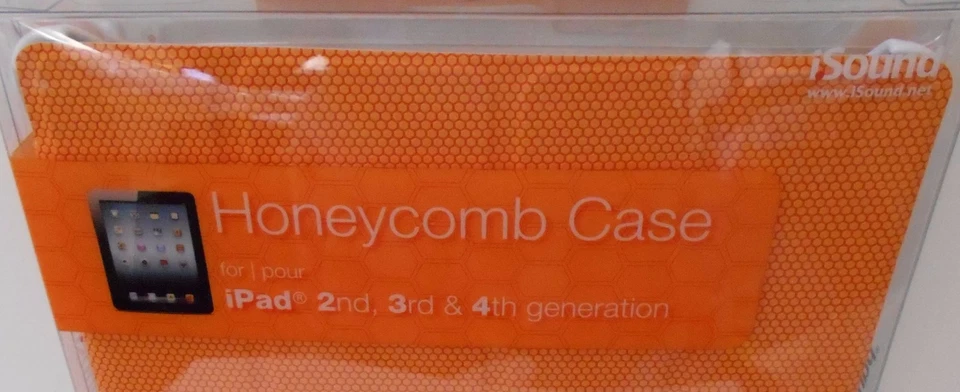 iSound
www.iSound.net
Honeycomb Case
for | pour
iPad® 2nd, 3rd & 4th generation